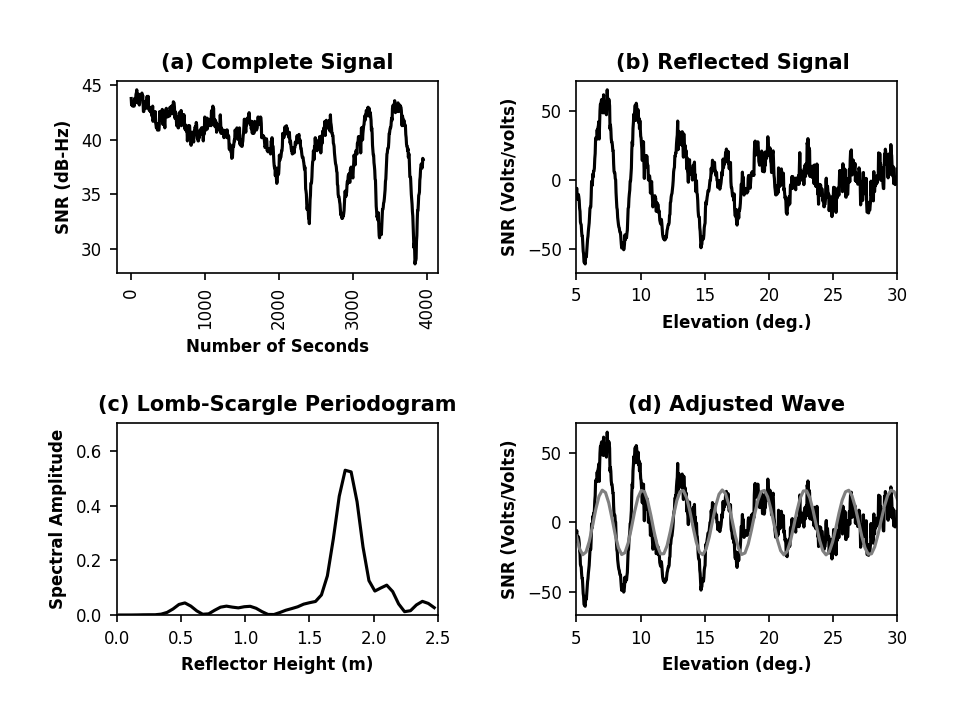 (a) Complete Signal
SNR (dB-Hz)
45
40
35
30
0
1000
2000
3000
4000
Number of Seconds
(b) Reflected Signal
SNR (Volts/volts)
50
0
−50
5 10 15 20 25 30
Elevation (deg.)
(c) Lomb-Scargle Periodogram
Spectral Amplitude
0.6
0.4
0.2
0.0
0.0 0.5 1.0 1.5 2.0 2.5
Reflector Height (m)
(d) Adjusted Wave
SNR (Volts/Volts)
50
0
−50
5 10 15 20 25 30
Elevation (deg.)